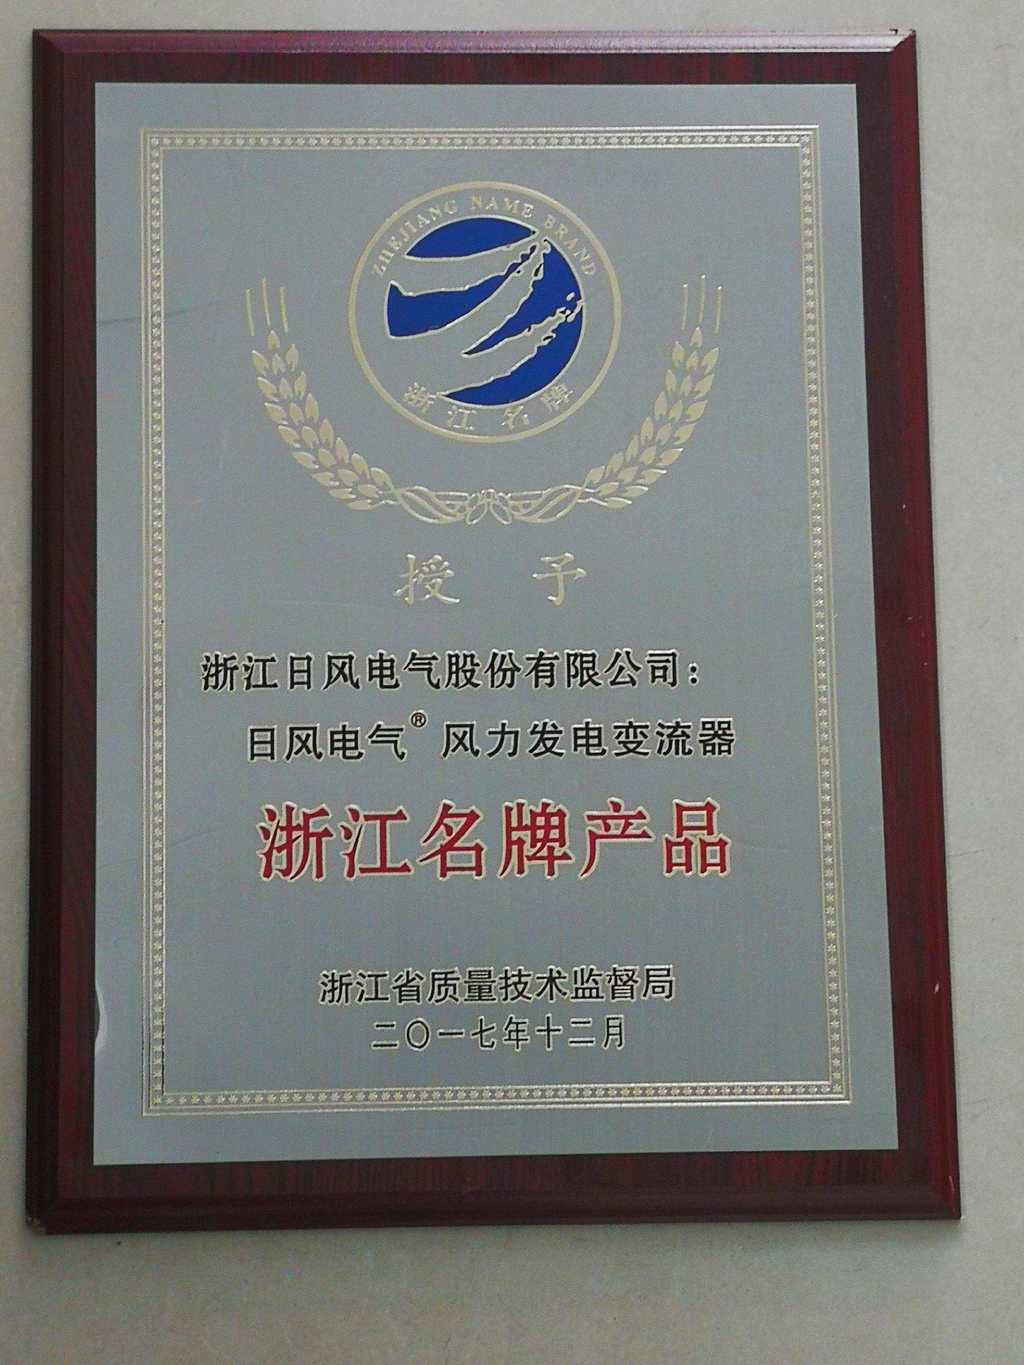 ZHEJIANG NAME BRAND
浙江名牌
授 予
浙江日风电气股份有限公司：
日风电气® 风力发电变流器
浙江名牌产品
浙江省质量技术监督局
二〇一七年十二月